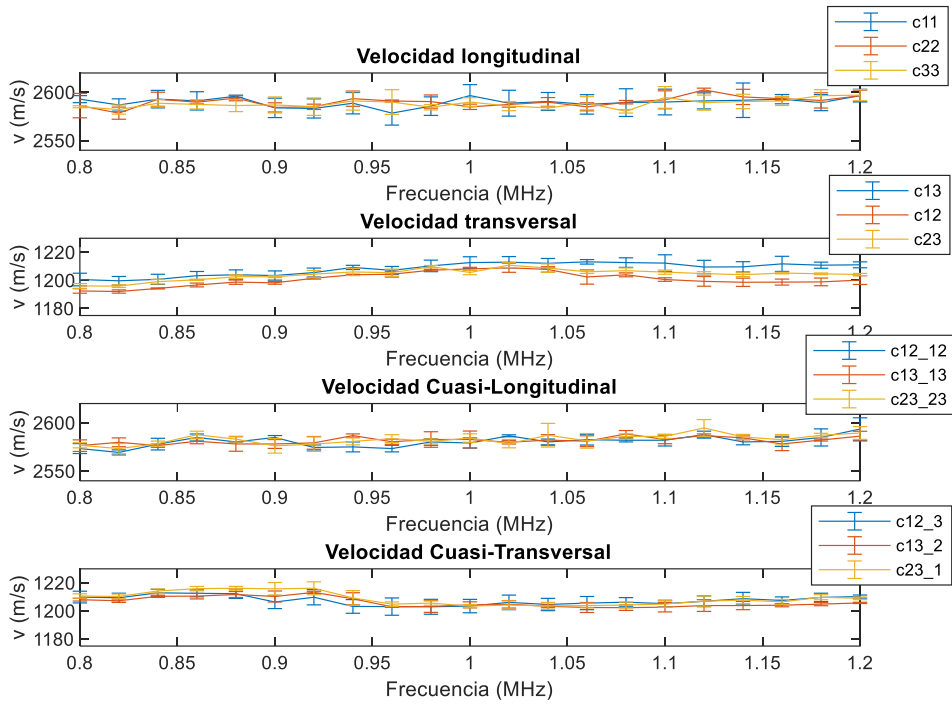 c11
c22
c33
Velocidad longitudinal
v (m/s)
2600
2550
0.8 0.85 0.9 0.95 1 1.05 1.1 1.15 1.2
Frecuencia (MHz)
c13
c12
c23
Velocidad transversal
v (m/s)
1220
1200
1180
0.8 0.85 0.9 0.95 1 1.05 1.1 1.15 1.2
Frecuencia (MHz)
c12_12
c13_13
c23_23
Velocidad Cuasi-Longitudinal
v (m/s)
2600
2550
0.8 0.85 0.9 0.95 1 1.05 1.1 1.15 1.2
Frecuencia (MHz)
c12_3
c13_2
c23_1
Velocidad Cuasi-Transversal
v (m/s)
1220
1200
1180
0.8 0.85 0.9 0.95 1 1.05 1.1 1.15 1.2
Frecuencia (MHz)